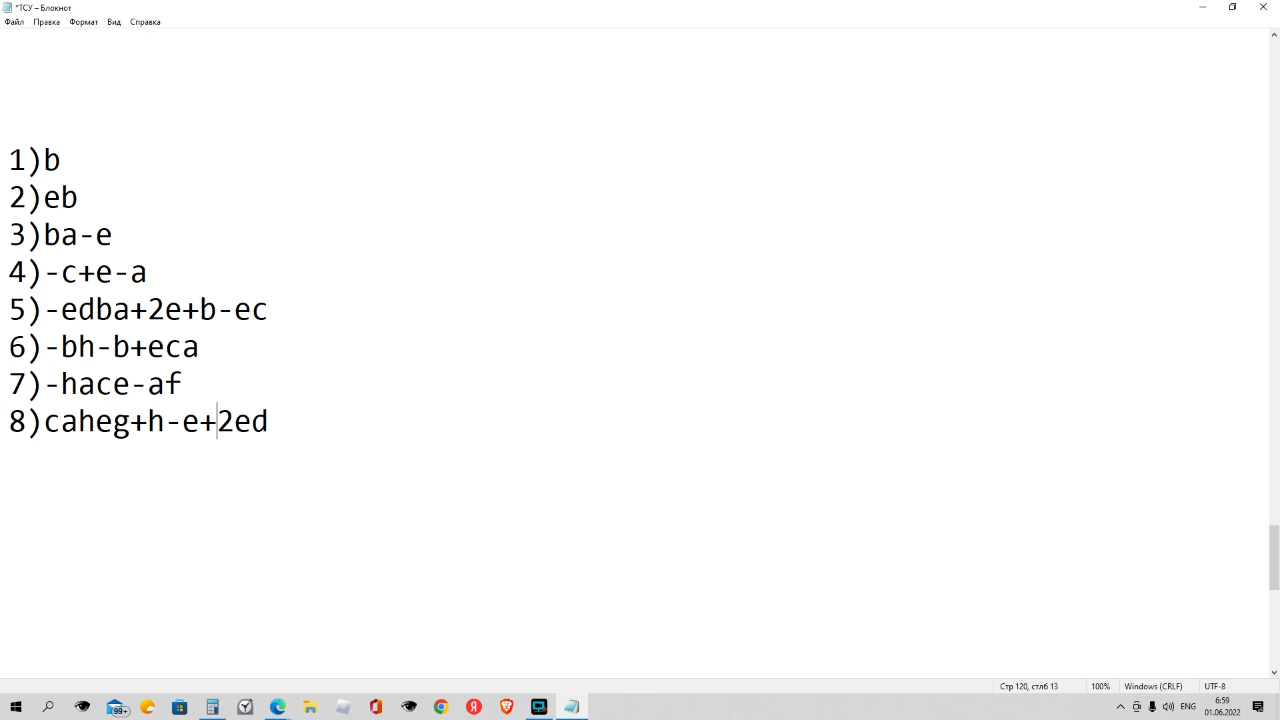 *ТСУ – Блокнот
Файл Правка Формат Вид Справка
1)b
2)eb
3)ba-e
4)-c+e-a
5)-edba+2e+b-ec
6)-bh-b+eca
7)-hace-af
8)caheg+h-e+2ed
Стр 120, стлб 13 100% Windows (CRLF) UTF-8
99+ ENG 6:59
01.06.2022